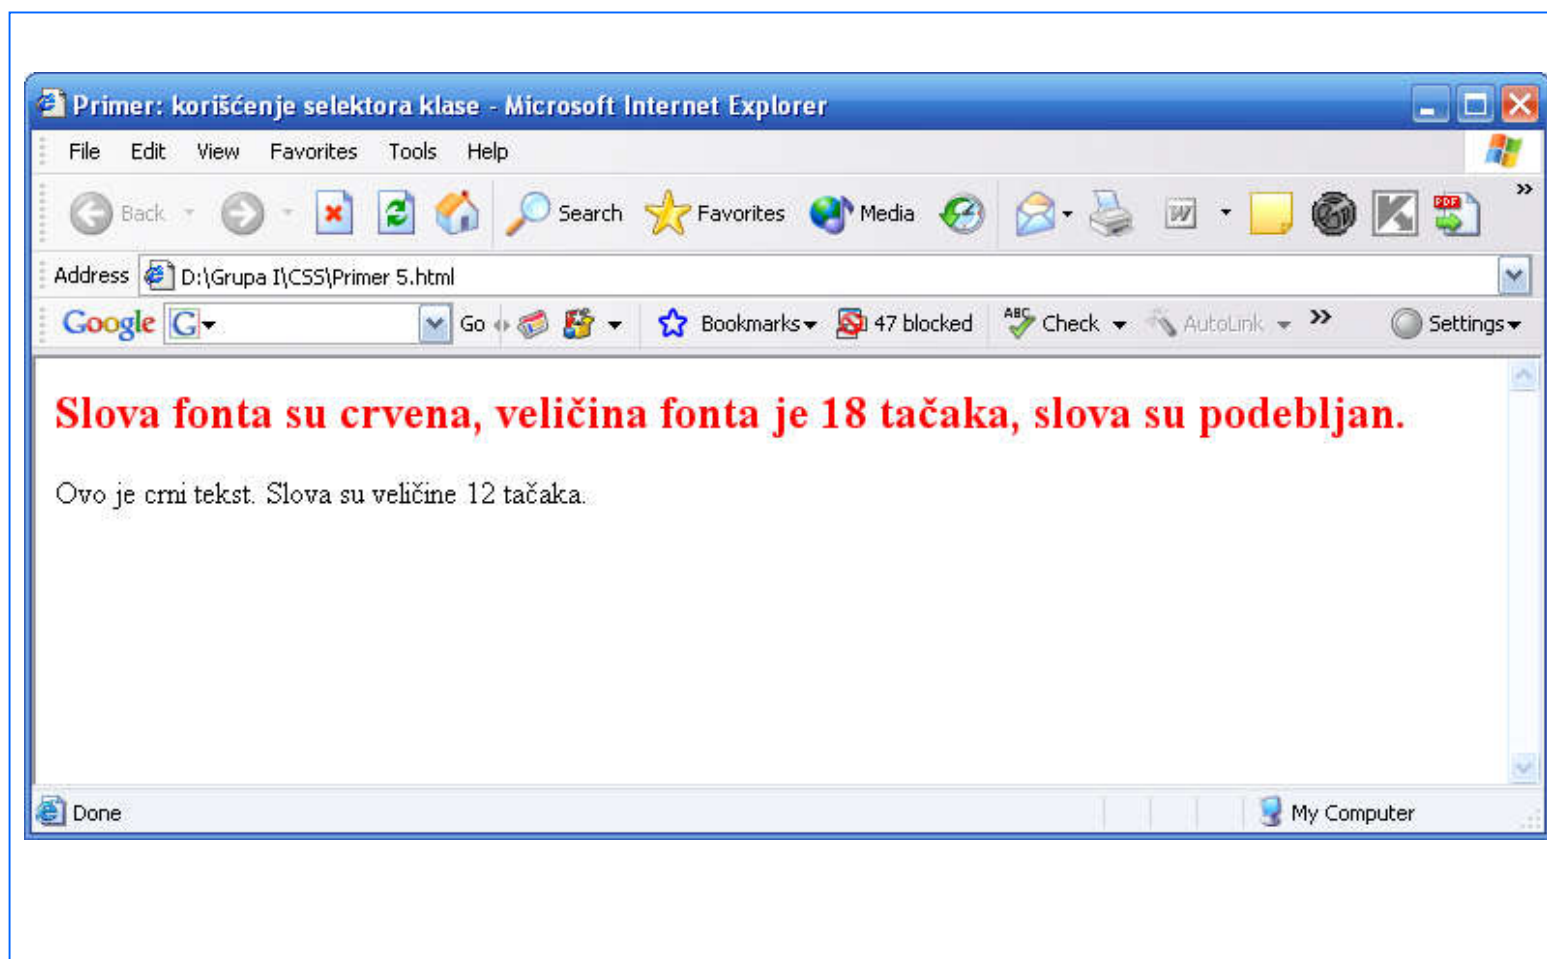 Primer: korišćenje selektora klase - Microsoft Internet Explorer
File Edit View Favorites Tools Help
Back Search Favorites Media W PDF »
Address D:\Grupa I\CSS\Primer 5.html
Google G Go Bookmarks 47 blocked ABC Check AutoLink » Settings
Slova fonta su crvena, veličina fonta je 18 tačaka, slova su podebljan.
Ovo je crni tekst. Slova su veličine 12 tačaka.
Done My Computer